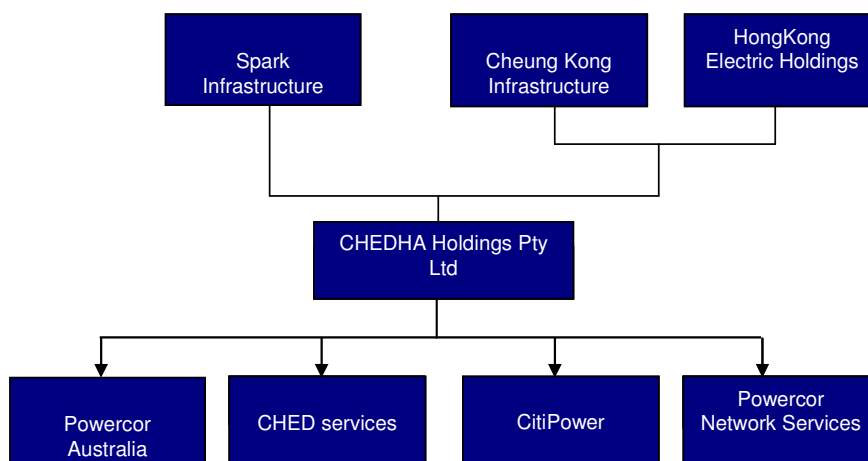 Spark
Infrastructure
Cheung Kong
Infrastructure
HongKong
Electric Holdings
CHEDHA Holdings Pty
Ltd
Powercor
Australia
CHED services
CitiPower
Powercor
Network Services